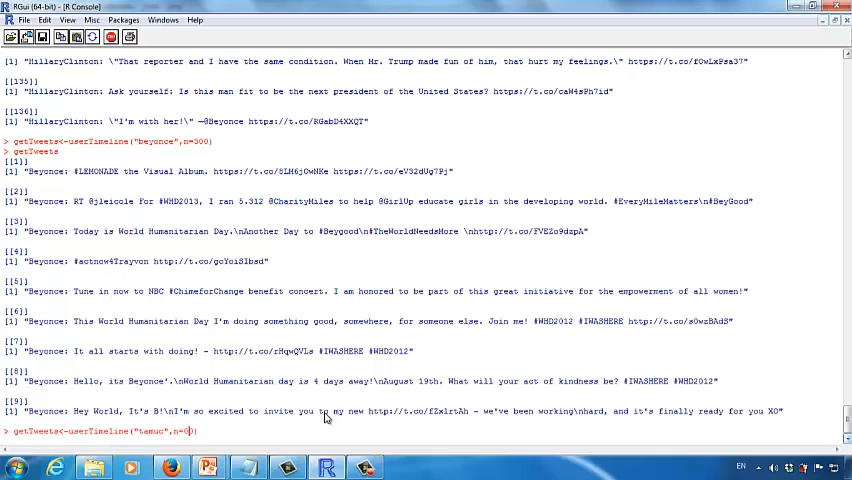 RGui (64-bit) - [R Console]
File Edit View Misc Packages Windows Help
[1] "HillaryClinton: \"That reporter and I have the same condition. When Mr. Trump made fun of him, that hurt my feelings.\" https://t.co/fOwLxPsa37"
[[135]]
[1] "HillaryClinton: Ask yourself: Is this man fit to be the next president of the United States? https://t.co/caW4sPh7id"
[[136]]
[1] "HillaryClinton: \"I'm with her!\" —@Beyonce https://t.co/RGabD4XXQT"
> getTweets<-userTimeline("beyonce",n=300)
> getTweets
[[1]]
[1] "Beyonce: #LEMONADE the Visual Album. https://t.co/5LM6jOwNKe https://t.co/eV32dUg7Pj"
[[2]]
[1] "Beyonce: RT @jleicole For #WHD2013, I ran 5.312 @CharityMiles to help @GirlUp educate girls in the developing world. #EveryMileMatters\n#BeyGood"
[[3]]
[1] "Beyonce: Today is World Humanitarian Day.\nAnother Day to #Beygood\n#TheWorldNeedsMore \nhttp://t.co/FVEZo9dzpA"
[[4]]
[1] "Beyonce: #actnow4Trayvon http://t.co/gcYoiSIbsd"
[[5]]
[1] "Beyonce: Tune in now to NBC #ChimeforChange benefit concert. I am honored to be part of this great initiative for the empowerment of all women!"
[[6]]
[1] "Beyonce: This World Humanitarian Day I'm doing something good, somewhere, for someone else. Join me! #WHD2012 #IWASHERE http://t.co/s0wzBAdS"
[[7]]
[1] "Beyonce: It all starts with doing! - http://t.co/rHqwQVLs #IWASHERE #WHD2012"
[[8]]
[1] "Beyonce: Hello, its Beyonce'.\nWorld Humanitarian day is 4 days away!\nAugust 19th. What will your act of kindness be? #IWASHERE #WHD2012"
[[9]]
[1] "Beyonce: Hey World, It's B!\nI'm so excited to invite you to my new http://t.co/fZxlrtAh - we've been working\nhard, and it's finally ready for you XO"
> getTweets<-userTimeline("tamuc",n=00)
EN